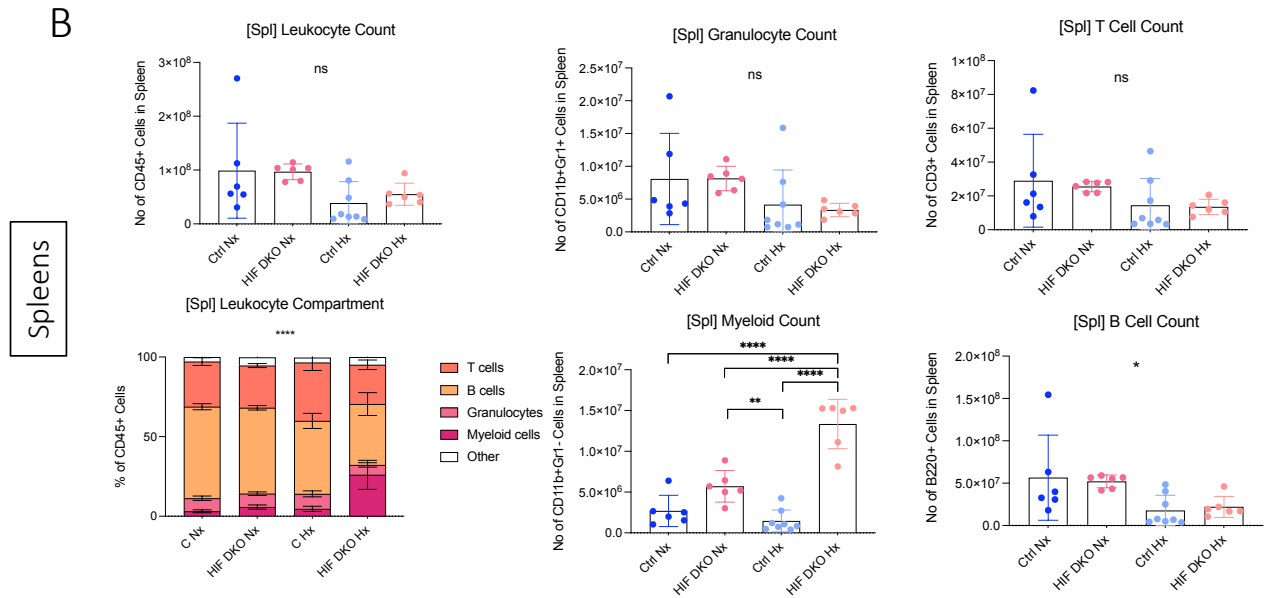 B
Spleens
[Spl] Leukocyte Count
No of CD45+ Cells in Spleen
3×10⁸
2×10⁸
1×10⁸
0
ns
Ctrl Nx
HIF DKO Nx
Ctrl Hx
HIF DKO Hx
[Spl] Granulocyte Count
No of CD11b+Gr1+ Cells in Spleen
2.5×10⁷
2.0×10⁷
1.5×10⁷
1.0×10⁷
5.0×10⁶
0.0
ns
Ctrl Nx
HIF DKO Nx
Ctrl Hx
HIF DKO Hx
[Spl] T Cell Count
No of CD3+ Cells in Spleen
1×10⁸
8×10⁷
6×10⁷
4×10⁷
2×10⁷
0
ns
Ctrl Nx
HIF DKO Nx
Ctrl Hx
HIF DKO Hx
[Spl] Leukocyte Compartment
% of CD45+ Cells
100
50
0
****
C Nx
HIF DKO Nx
C Hx
HIF DKO Hx
T cells
B cells
Granulocytes
Myeloid cells
Other
[Spl] Myeloid Count
No of CD11b+Gr1- Cells in Spleen
2.0×10⁷
1.5×10⁷
1.0×10⁷
5.0×10⁶
0.0
****
****
****
**
Ctrl Nx
HIF DKO Nx
Ctrl Hx
HIF DKO Hx
[Spl] B Cell Count
No of B220+ Cells in Spleen
2.0×10⁸
1.5×10⁸
1.0×10⁸
5.0×10⁷
0.0
*
Ctrl Nx
HIF DKO Nx
Ctrl Hx
HIF DKO Hx